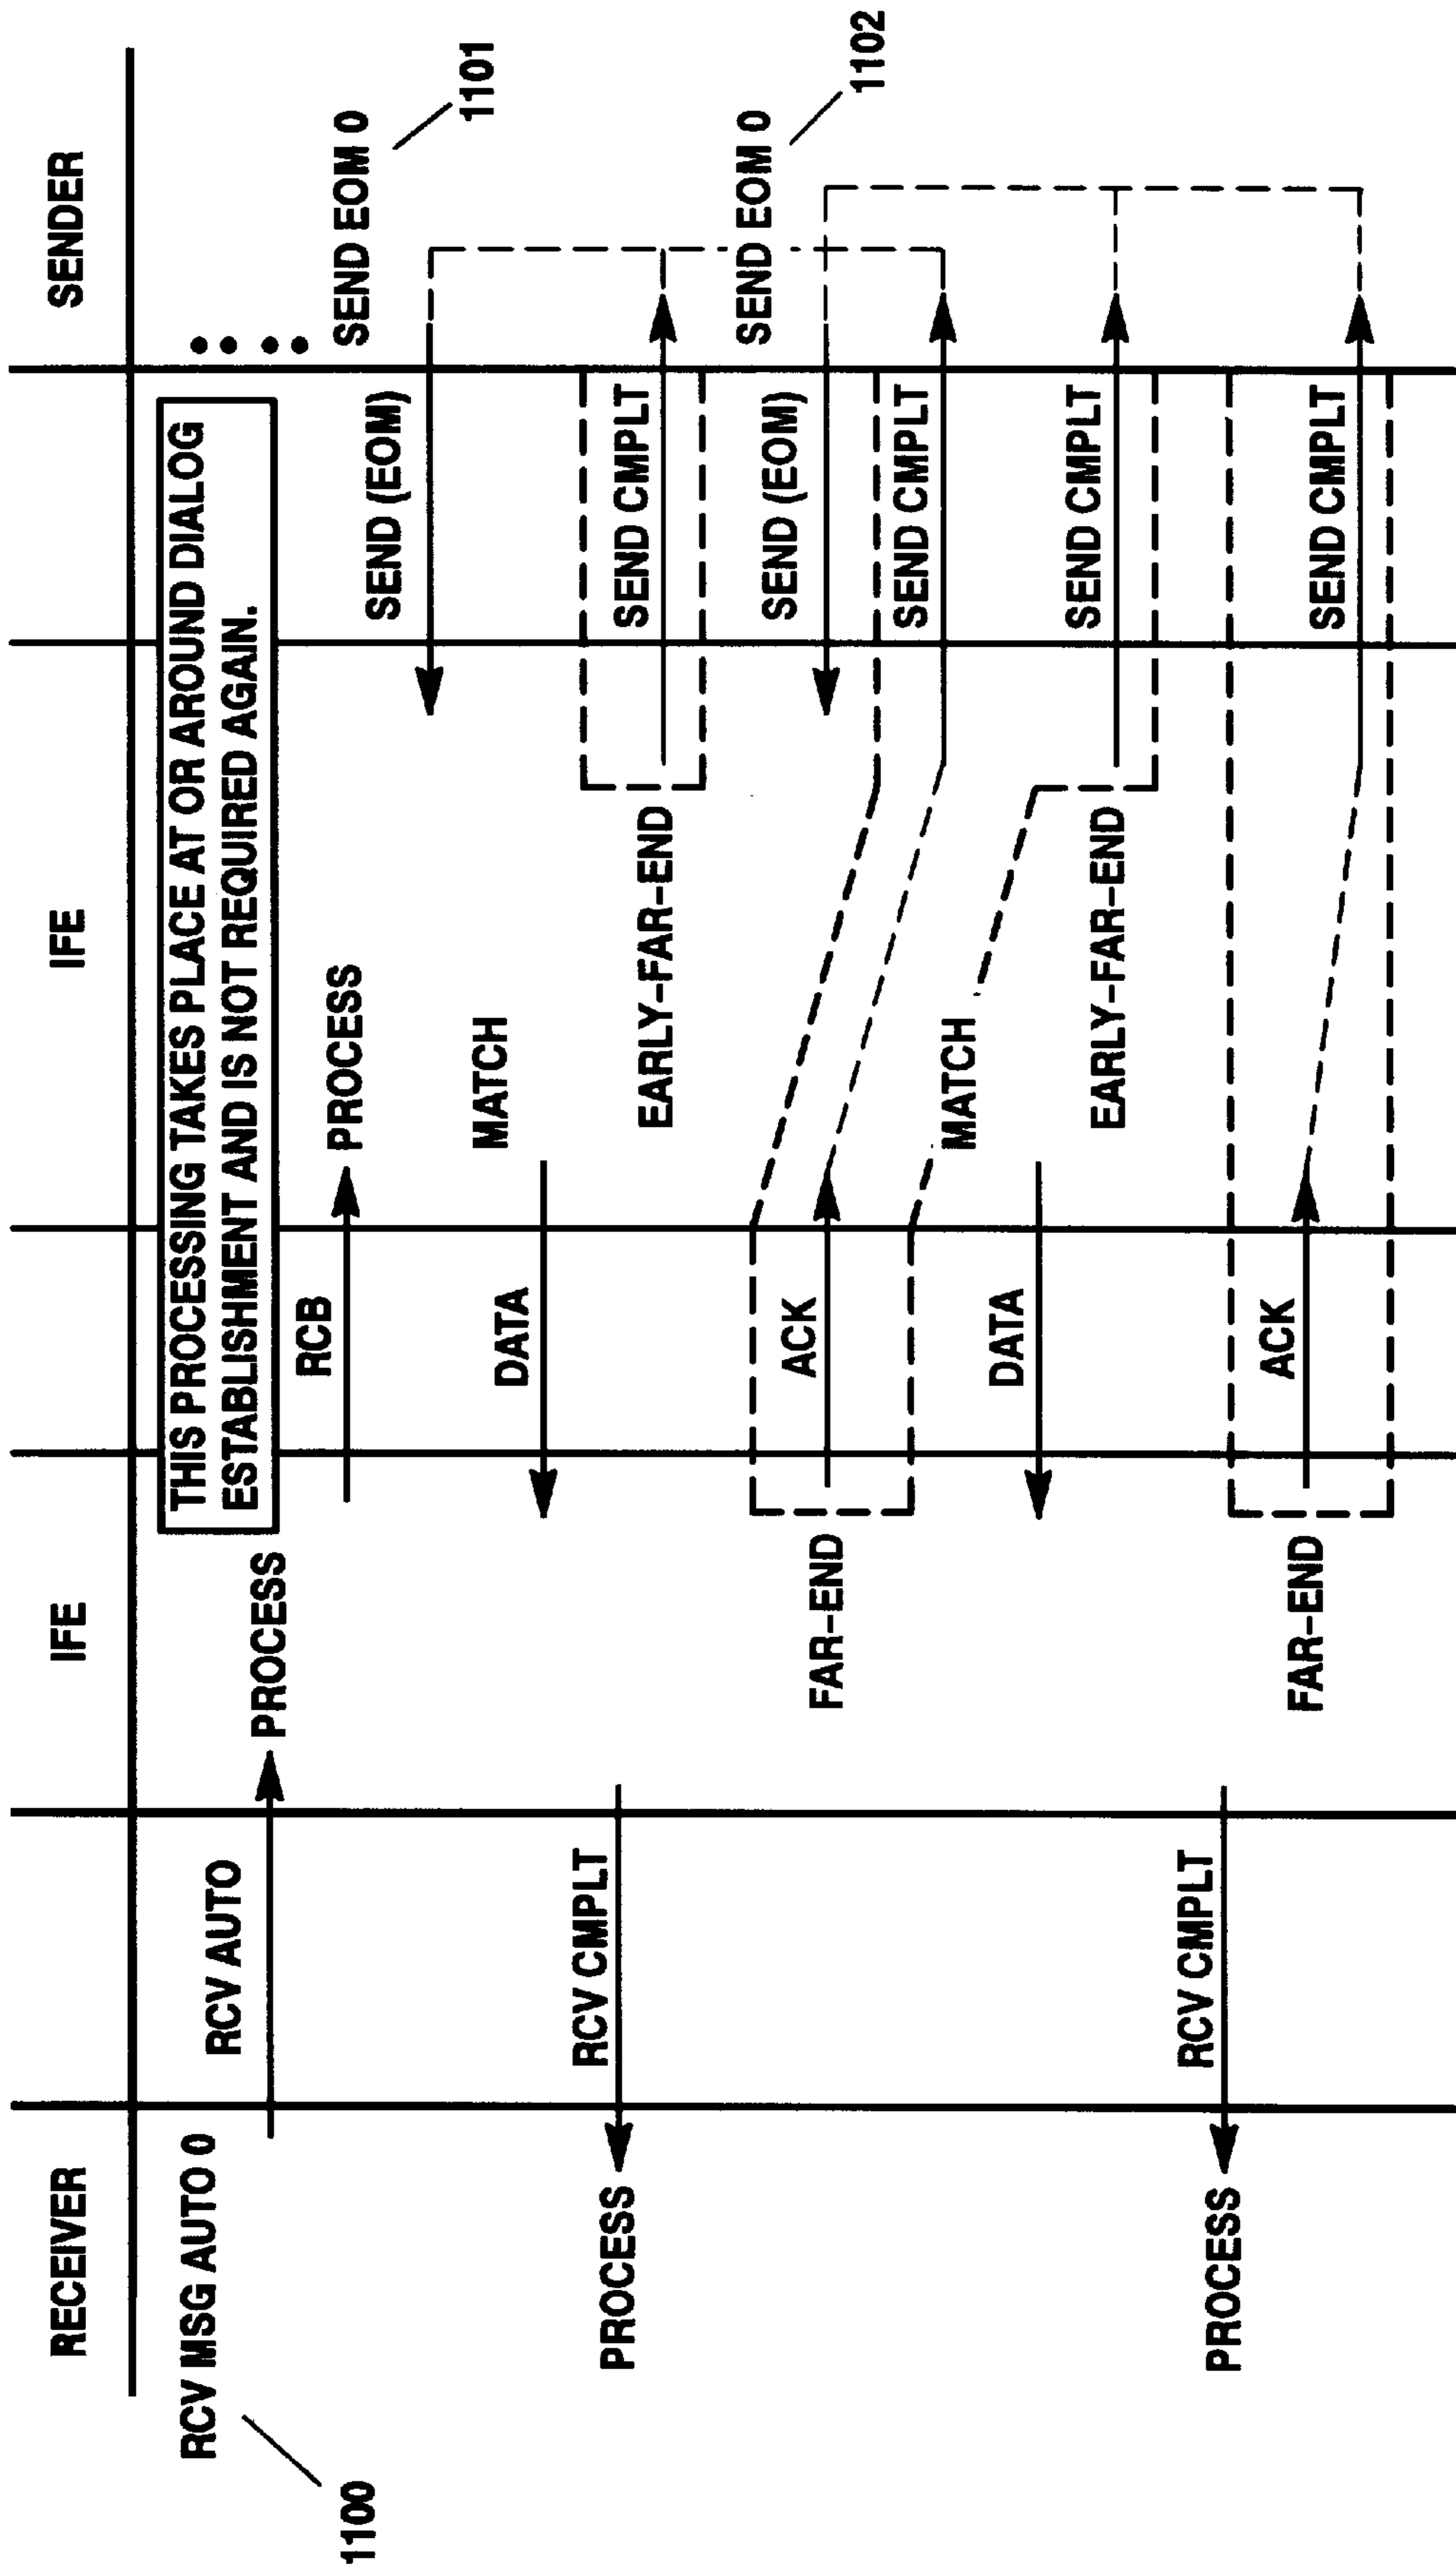 RECEIVER
IFE
IFE
SENDER
RCV MSG AUTO 0
1100
RCV AUTO
PROCESS
THIS PROCESSING TAKES PLACE AT OR AROUND DIALOG
ESTABLISHMENT AND IS NOT REQUIRED AGAIN.
RCB
PROCESS
SEND EOM 0
1101
SEND (EOM)
MATCH
DATA
RCV CMPLT
PROCESS
EARLY-FAR-END
SEND CMPLT
SEND EOM 0
1102
SEND (EOM)
FAR-END
ACK
SEND CMPLT
MATCH
DATA
EARLY-FAR-END
SEND CMPLT
RCV CMPLT
PROCESS
FAR-END
ACK
SEND CMPLT